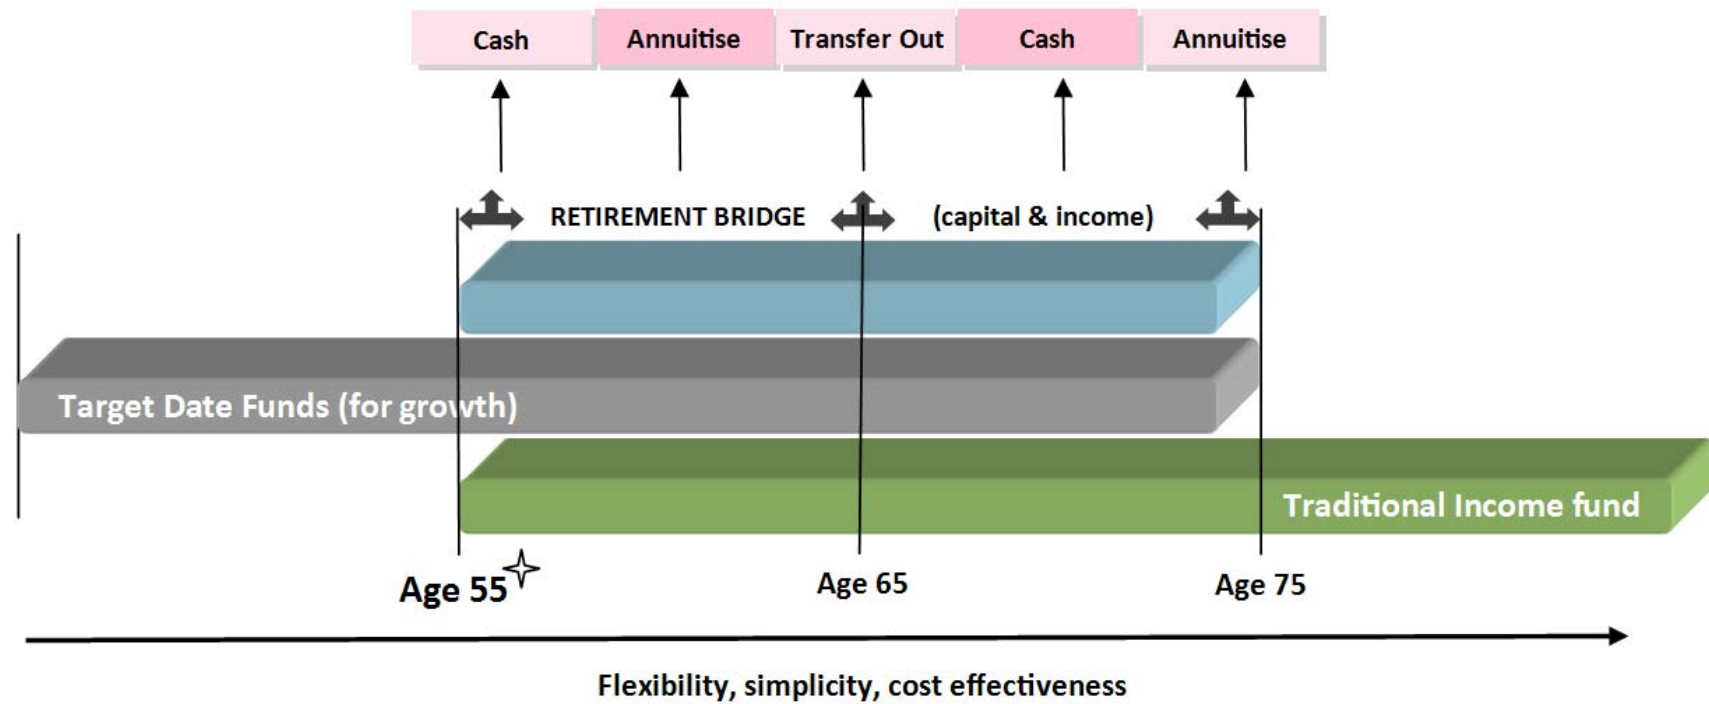 Cash
Annuitise
Transfer Out
Cash
Annuitise
RETIREMENT BRIDGE
(capital & income)
Target Date Funds (for growth)
Traditional Income fund
Age 55
Age 65
Age 75
Flexibility, simplicity, cost effectiveness